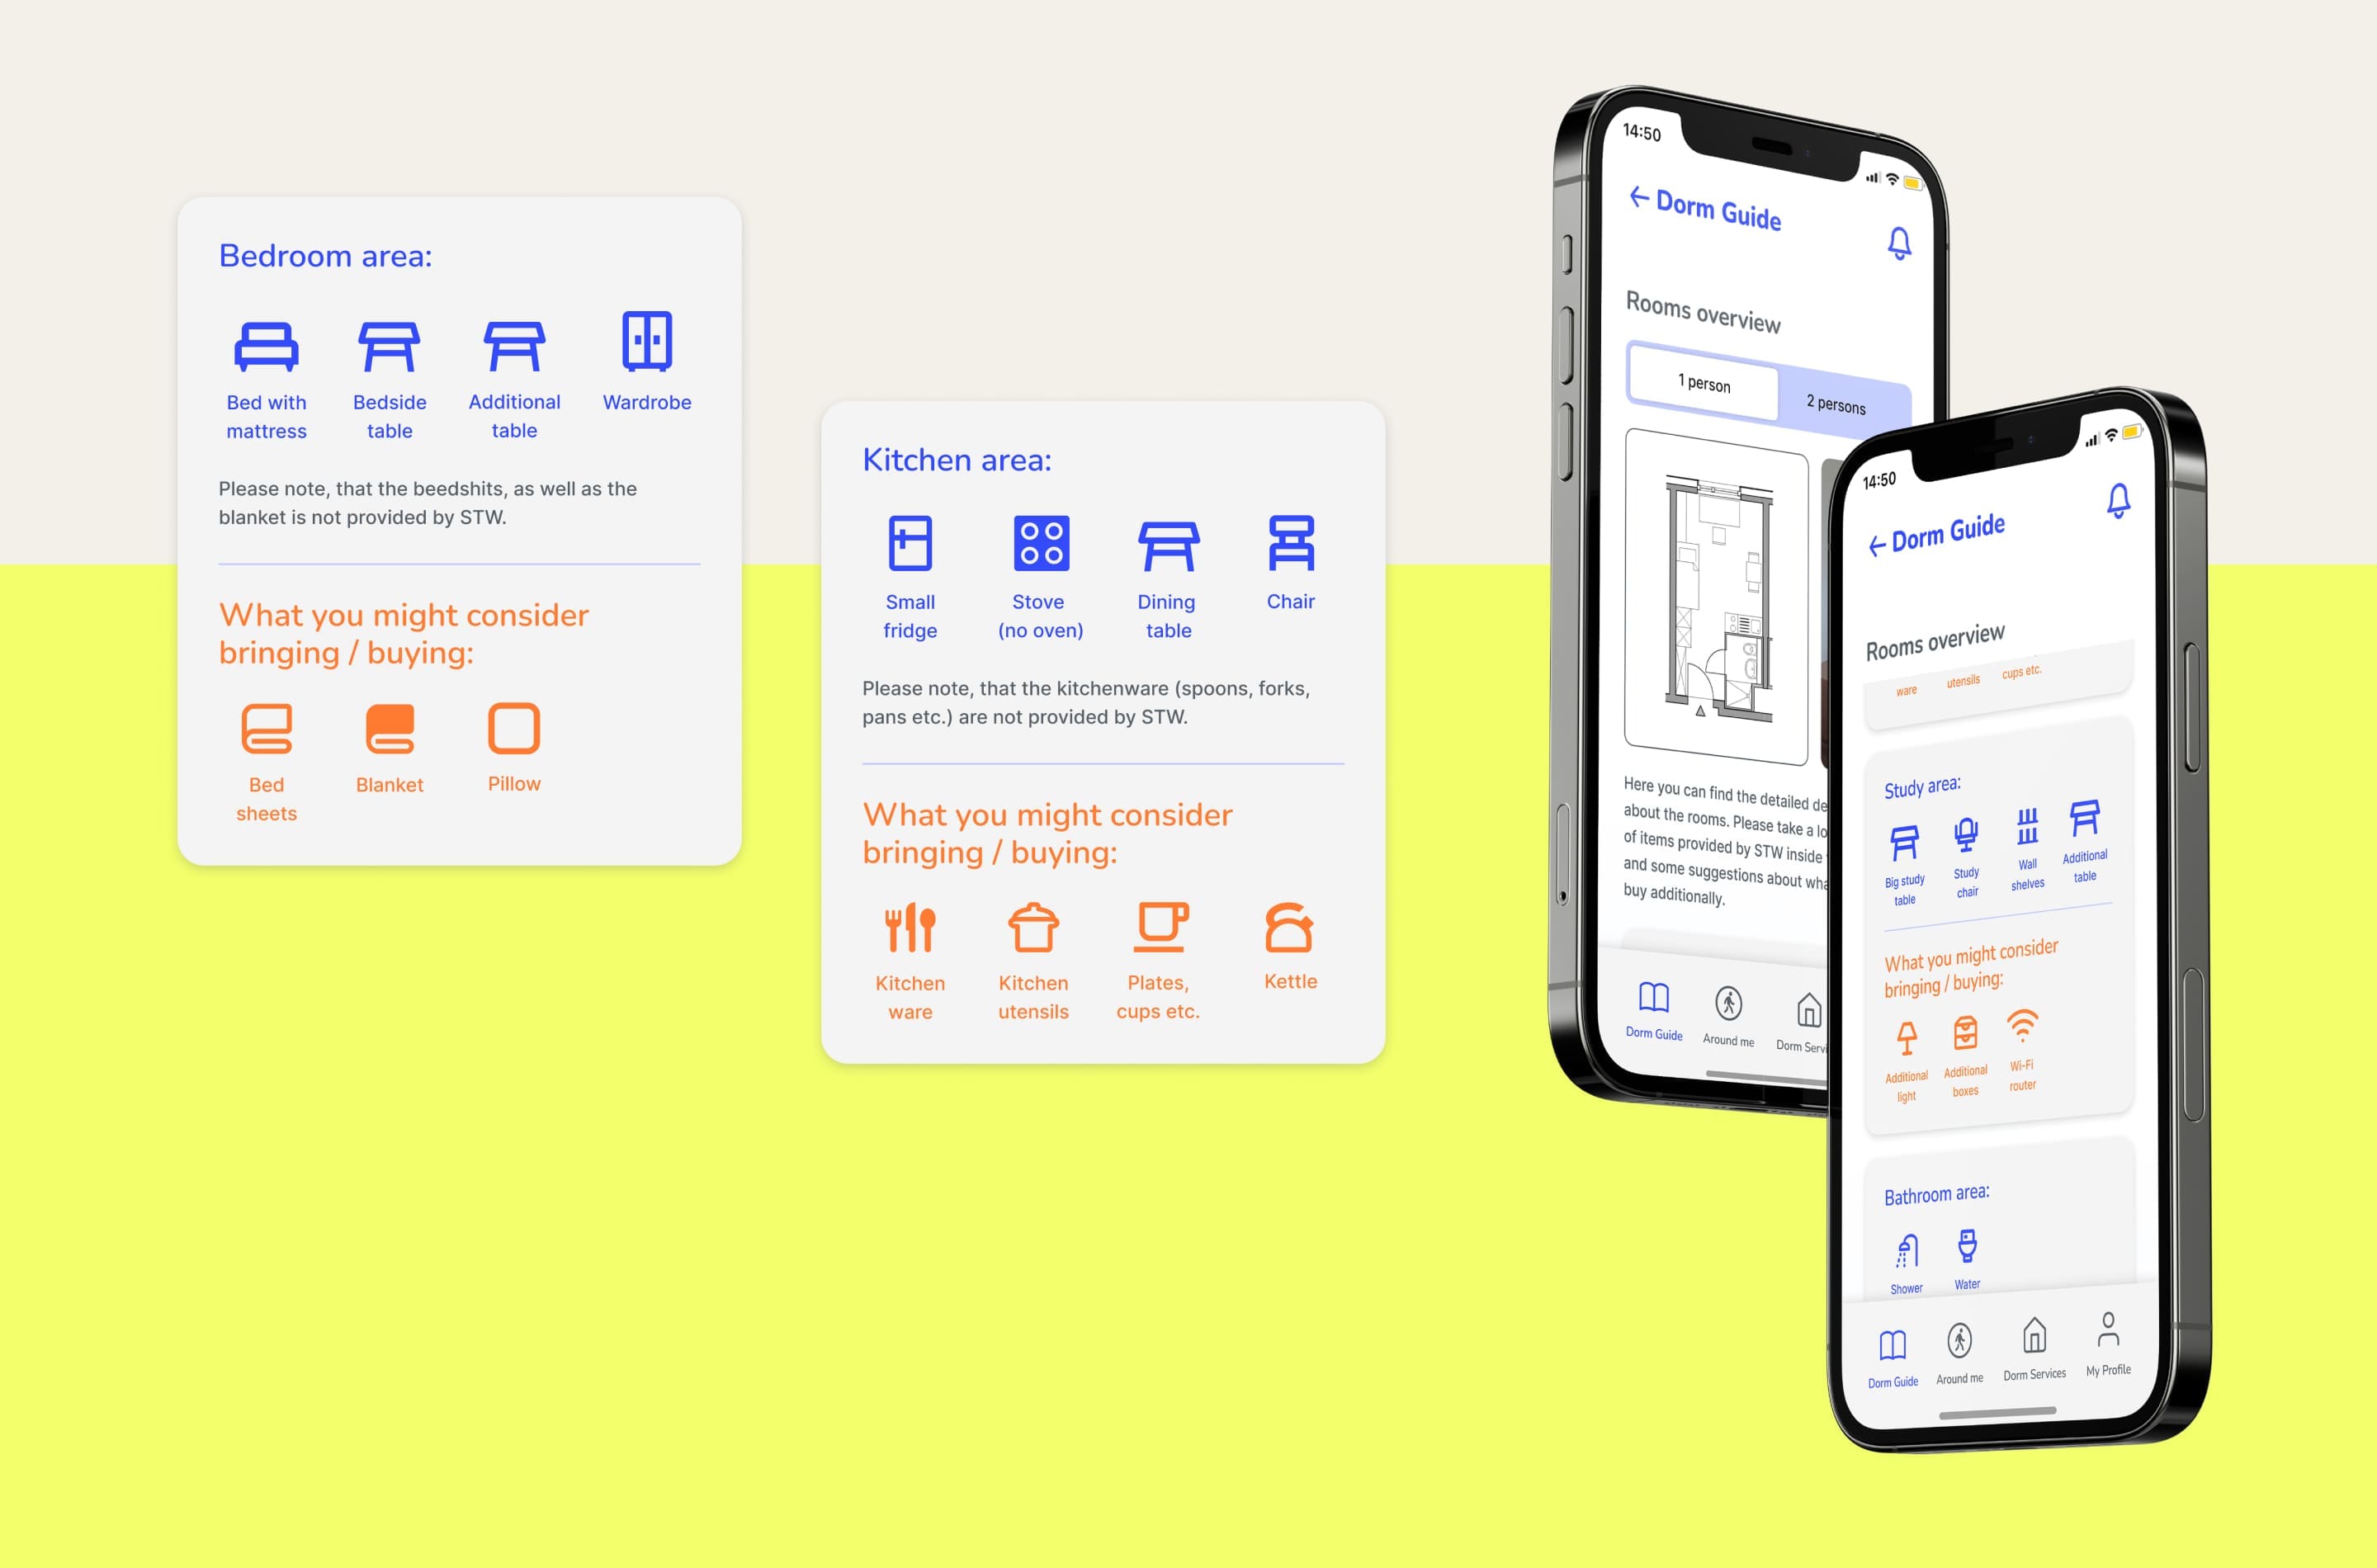 Bedroom area:
Bed with
mattress
Bedside
table
Additional
table
Wardrobe
Please note, that the beedshits, as well as the
blanket is not provided by STW.
What you might consider
bringing / buying:
Bed
sheets
Blanket
Pillow
Kitchen area:
Small
fridge
Stove
(no oven)
Dining
table
Chair
Please note, that the kitchenware (spoons, forks,
pans etc.) are not provided by STW.
What you might consider
bringing / buying:
Kitchen
ware
Kitchen
utensils
Plates,
cups etc.
Kettle
14:50
← Dorm Guide
Rooms overview
1 person
2 persons
Here you can find the detailed de
about the rooms. Please take a lo
of items provided by STW inside
and some suggestions about wha
buy additionally.
Dorm Guide
Around me
Dorm Servi
14:50
← Dorm Guide
Rooms overview
ware
utensils
cups etc.
Study area:
Big study
table
Study
chair
Wall
shelves
Additional
table
What you might consider
bringing / buying:
Additional
light
Additional
boxes
Wi-Fi
router
Bathroom area:
Shower
Water
Dorm Guide
Around me
Dorm Services
My Profile